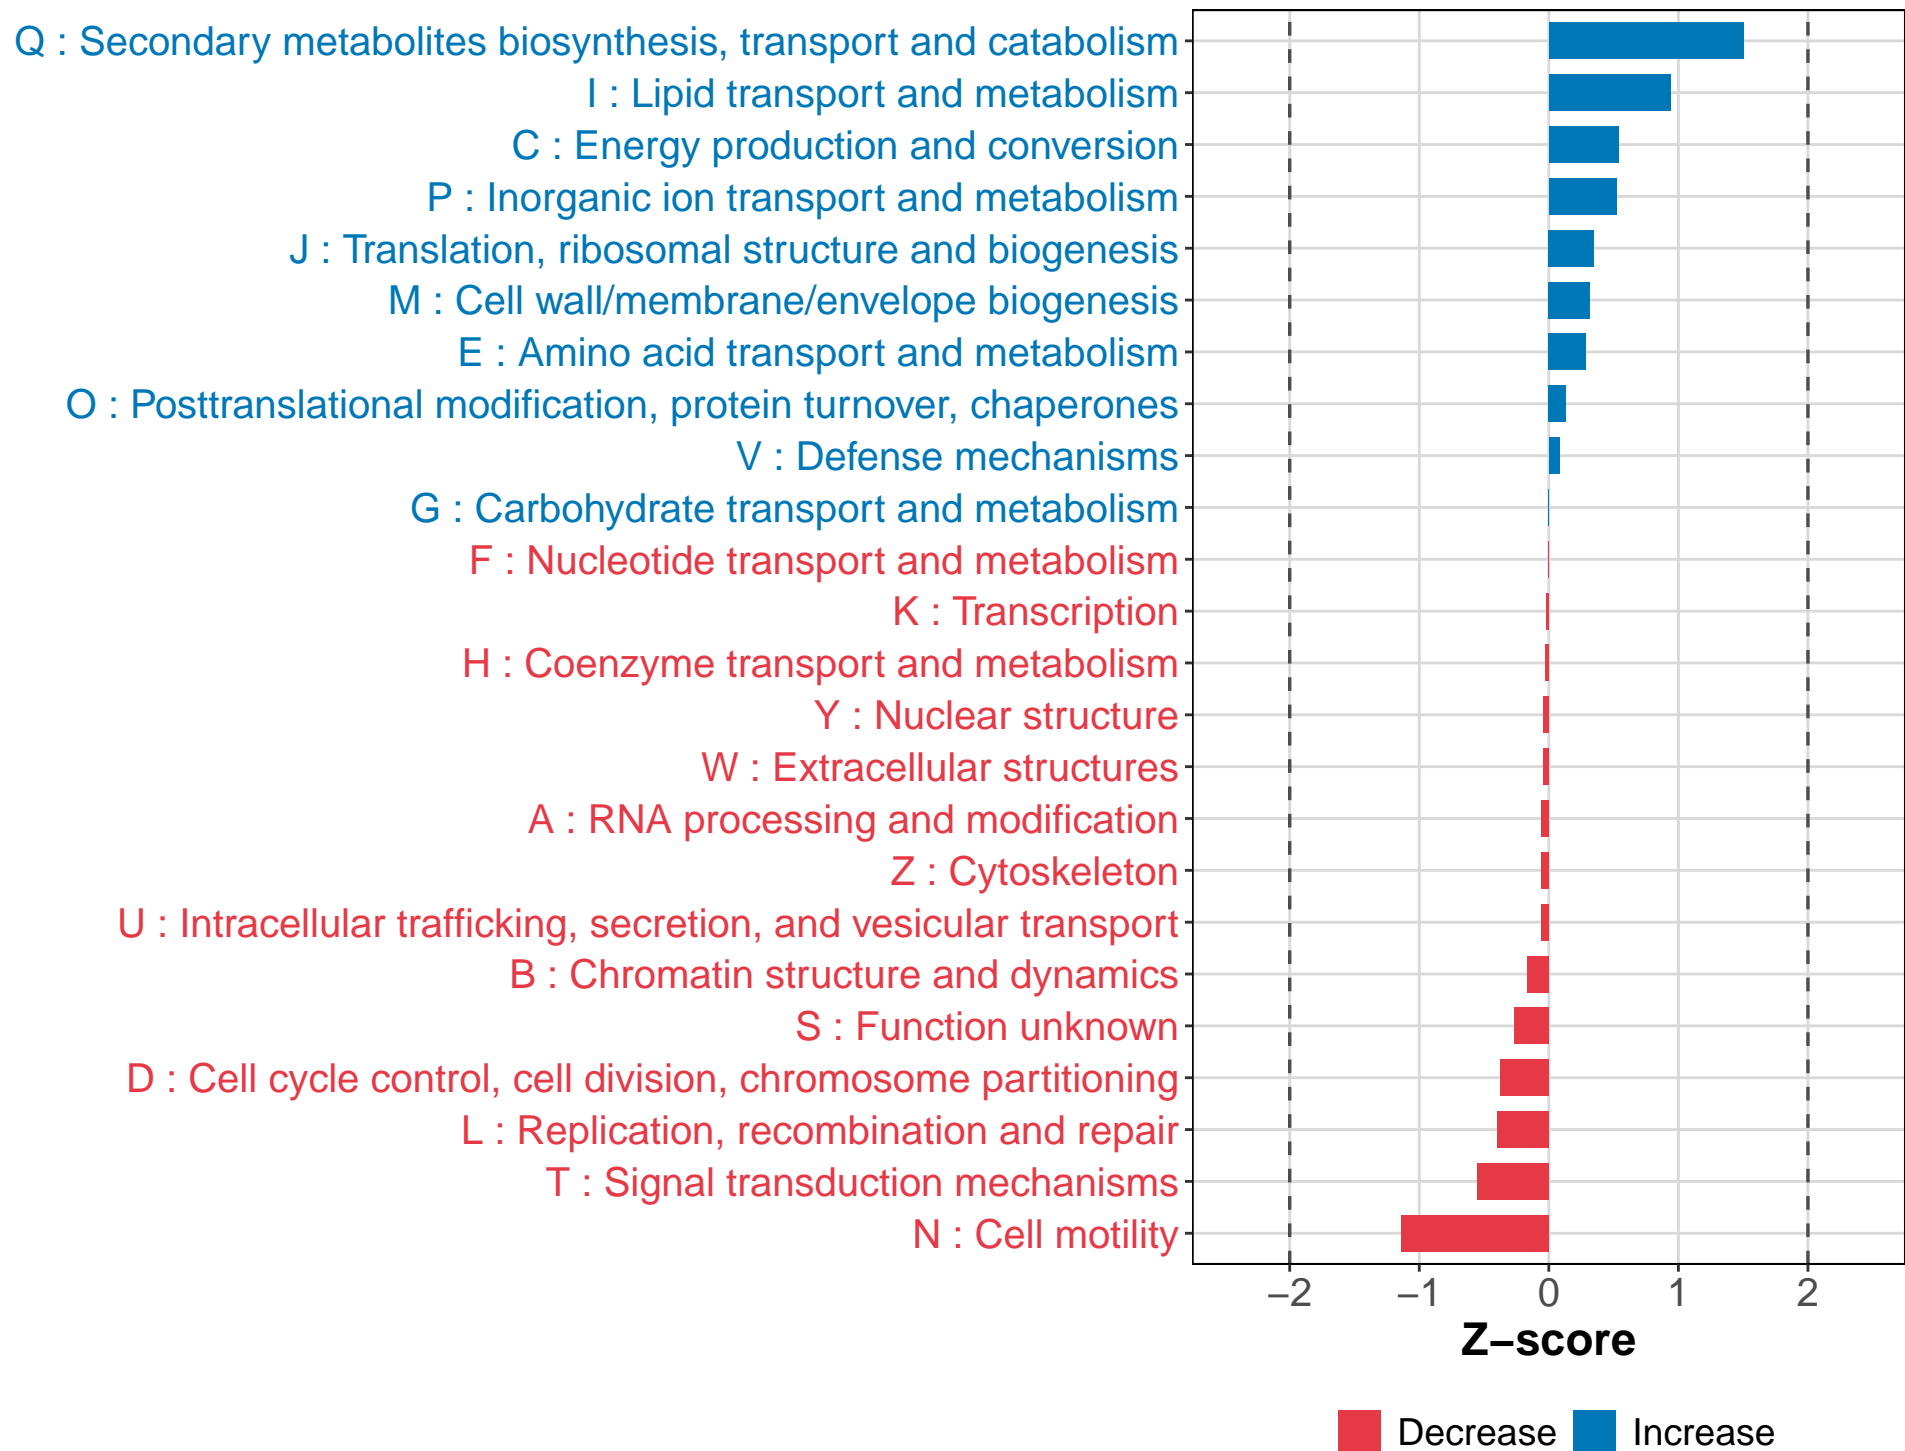 Q : Secondary metabolites biosynthesis, transport and catabolism
I : Lipid transport and metabolism
C : Energy production and conversion
P : Inorganic ion transport and metabolism
J : Translation, ribosomal structure and biogenesis
M : Cell wall/membrane/envelope biogenesis
E : Amino acid transport and metabolism
O : Posttranslational modification, protein turnover, chaperones
V : Defense mechanisms
G : Carbohydrate transport and metabolism
F : Nucleotide transport and metabolism
K : Transcription
H : Coenzyme transport and metabolism
Y : Nuclear structure
W : Extracellular structures
A : RNA processing and modification
Z : Cytoskeleton
U : Intracellular trafficking, secretion, and vesicular transport
B : Chromatin structure and dynamics
S : Function unknown
D : Cell cycle control, cell division, chromosome partitioning
L : Replication, recombination and repair
T : Signal transduction mechanisms
N : Cell motility
−2 −1 0 1 2
Z−score
Decrease Increase